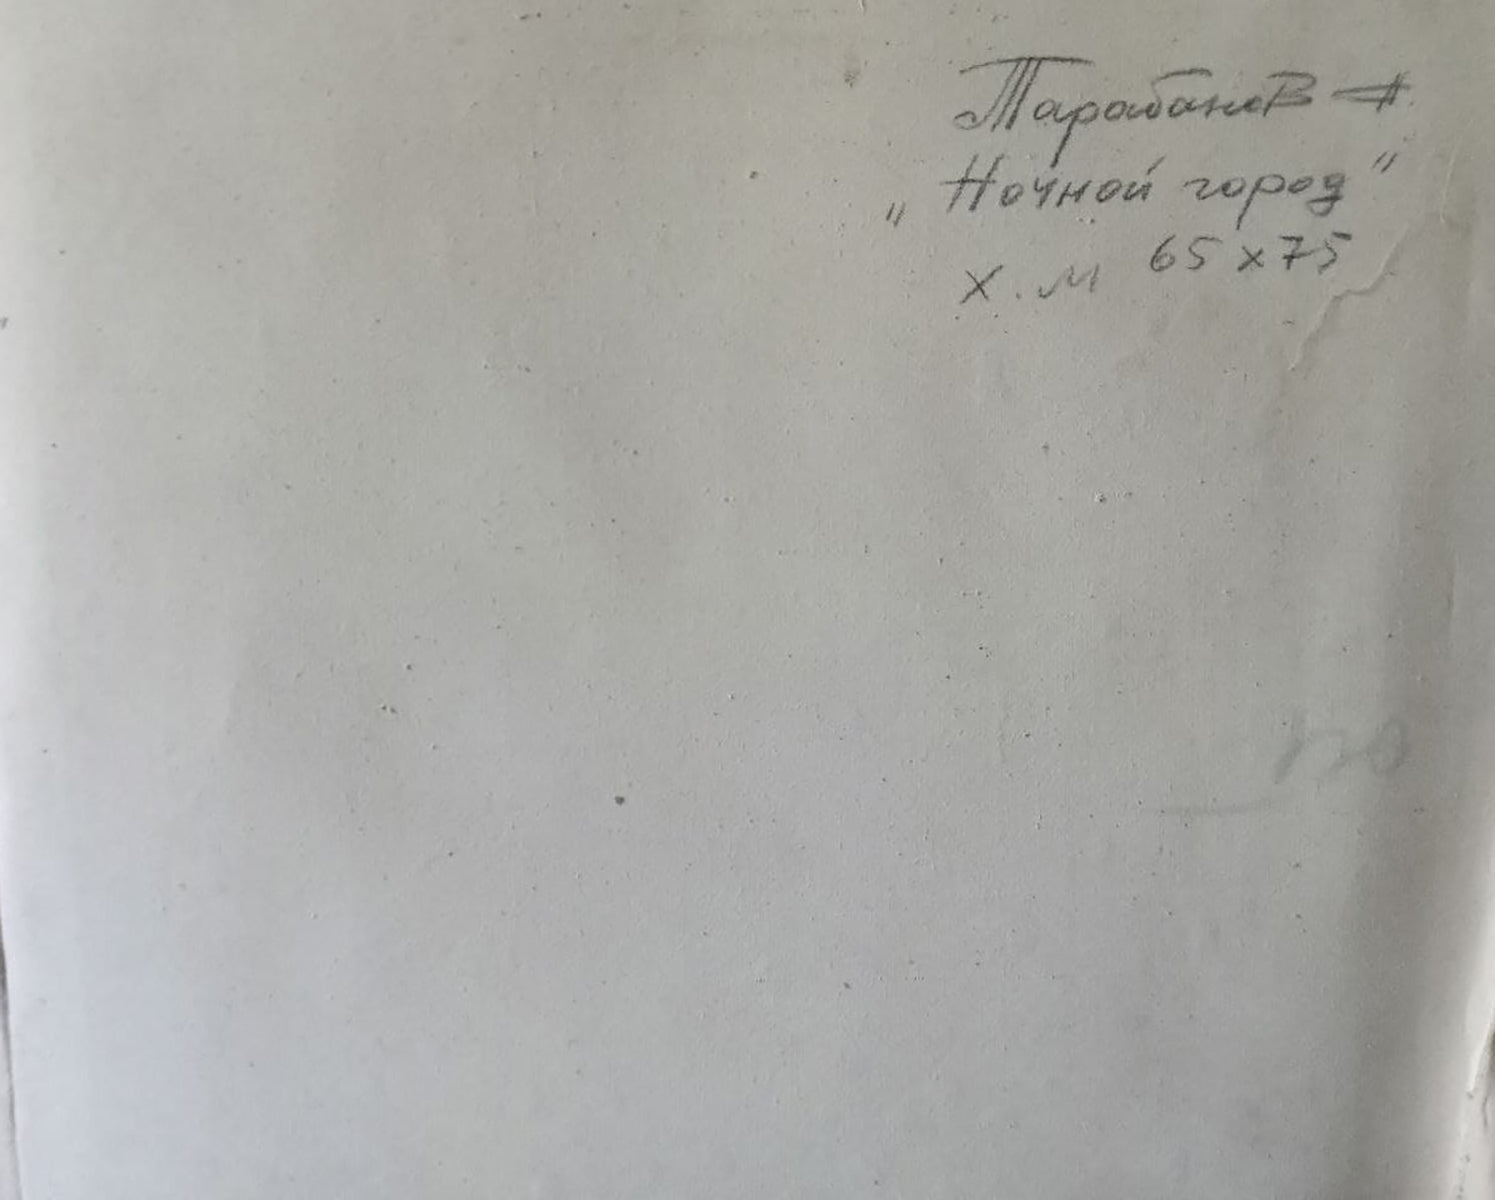 Тарабанов
„Ночной город"
х.м 65 х 75